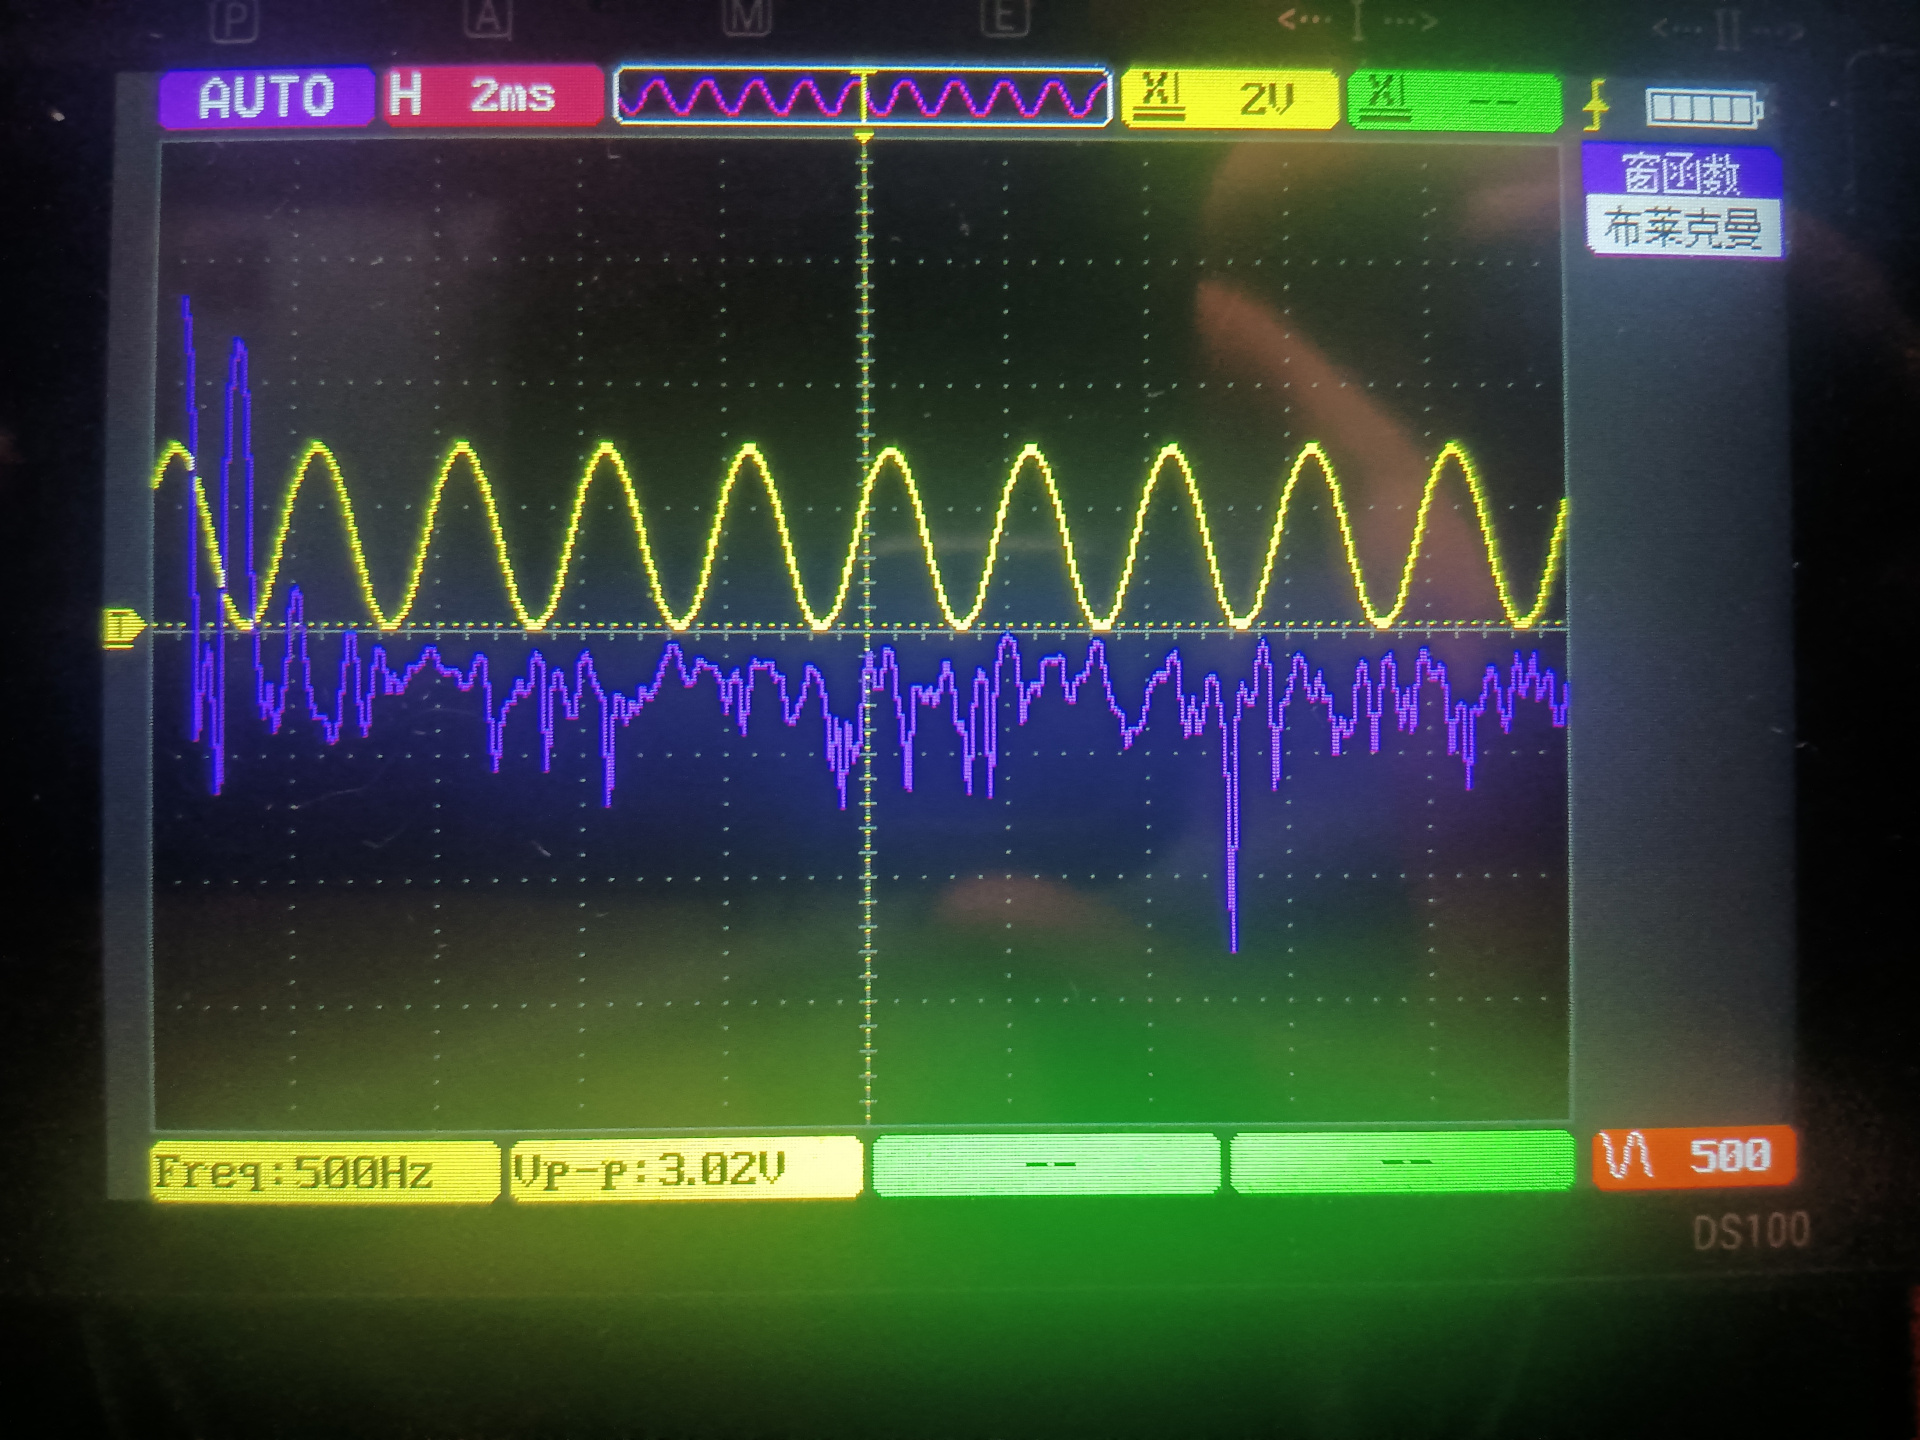 P A M E <··· I ···> <··· II ···>
AUTO H 2ms X1 2V X1 --
窗函数
布莱克曼
Freq:500Hz Vp-p:3.02V -- -- 500
DS100